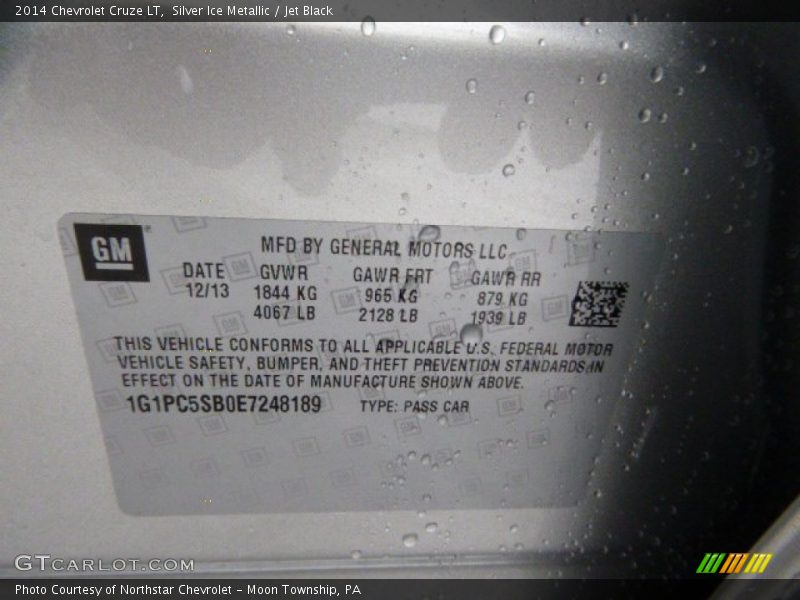 2014 Chevrolet Cruze LT, Silver Ice Metallic / Jet Black
GM
MFD BY GENERAL MOTORS LLC
DATE GVWR GAWR FRT GAWR RR
12/13 1844 KG 965 KG 879 KG
4067 LB 2128 LB 1939 LB
THIS VEHICLE CONFORMS TO ALL APPLICABLE U.S. FEDERAL MOTOR
VEHICLE SAFETY, BUMPER, AND THEFT PREVENTION STANDARDS IN
EFFECT ON THE DATE OF MANUFACTURE SHOWN ABOVE.
1G1PC5SB0E7248189 TYPE: PASS CAR
GTCARLOT.COM
Photo Courtesy of Northstar Chevrolet - Moon Township, PA